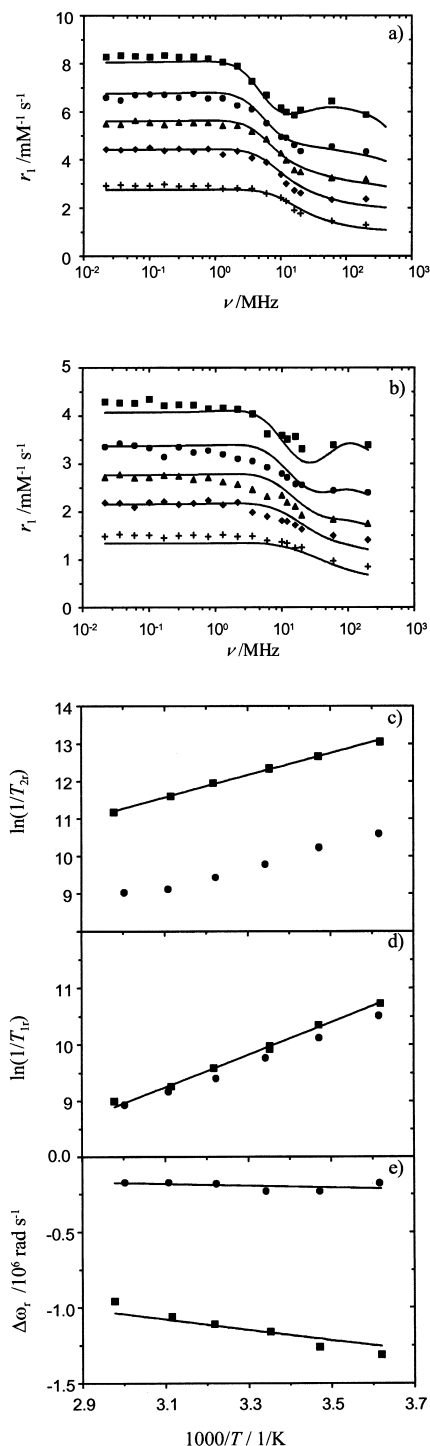 a)
10
8
6
4
2
0
r₁ /mM⁻¹ s⁻¹
10⁻² 10⁻¹ 10⁰ 10¹ 10² 10³
ν /MHz
b)
5
4
3
2
1
0
r₁ /mM⁻¹ s⁻¹
10⁻² 10⁻¹ 10⁰ 10¹ 10² 10³
ν /MHz
c)
14
13
12
11
10
9
ln(1/T₂ᵣ)
d)
11
10
9
ln(1/T₁ᵣ)
e)
0.0
-0.5
-1.0
-1.5
Δωᵣ /10⁶ rad s⁻¹
2.9 3.1 3.3 3.5 3.7
1000/T / 1/K